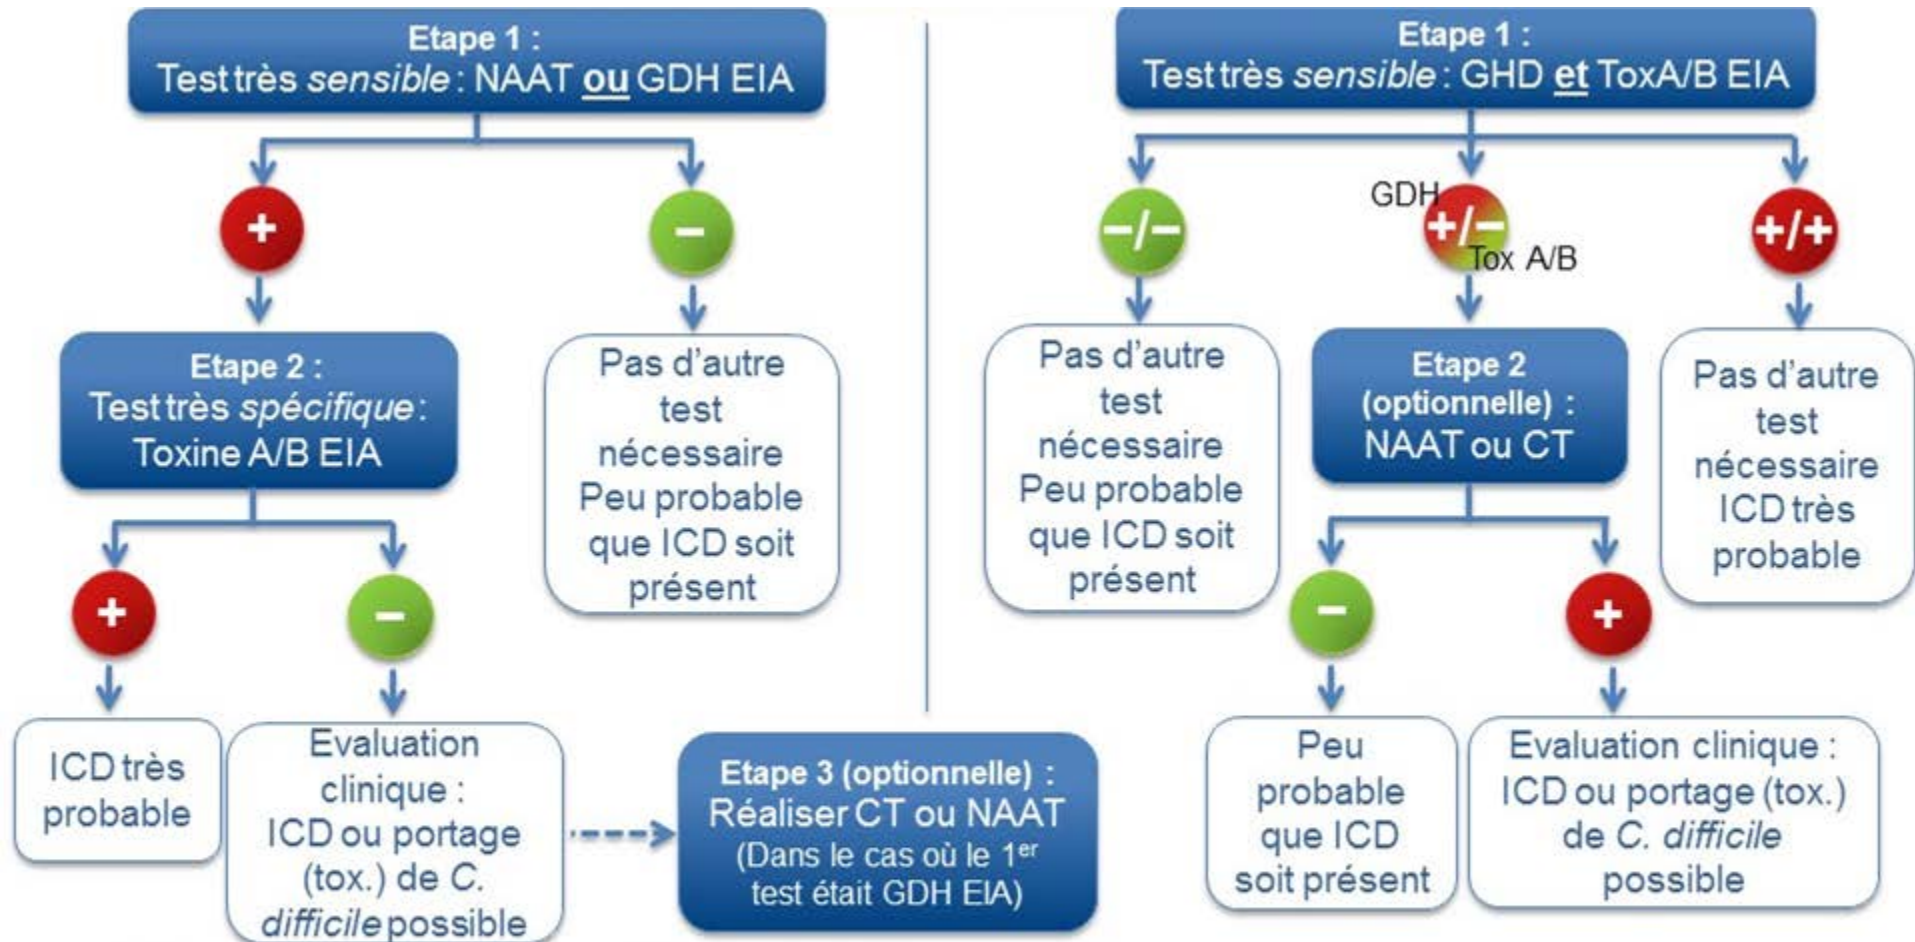 Etape 1 :
Test très sensible : NAAT ou GDH EIA
+
−
Etape 2 :
Test très spécifique :
Toxine A/B EIA
Pas d'autre
test
nécessaire
Peu probable
que ICD soit
présent
+
−
ICD très
probable
Evaluation
clinique :
ICD ou portage
(tox.) de C.
difficile possible
Etape 3 (optionnelle) :
Réaliser CT ou NAAT
(Dans le cas où le 1er
test était GDH EIA)
Etape 1 :
Test très sensible : GHD et ToxA/B EIA
−/−
GDH
+/−
Tox A/B
+/+
Pas d'autre
test
nécessaire
Peu probable
que ICD soit
présent
Etape 2
(optionnelle) :
NAAT ou CT
Pas d'autre
test
nécessaire
ICD très
probable
−
+
Peu
probable
que ICD
soit présent
Evaluation clinique :
ICD ou portage (tox.)
de C. difficile
possible